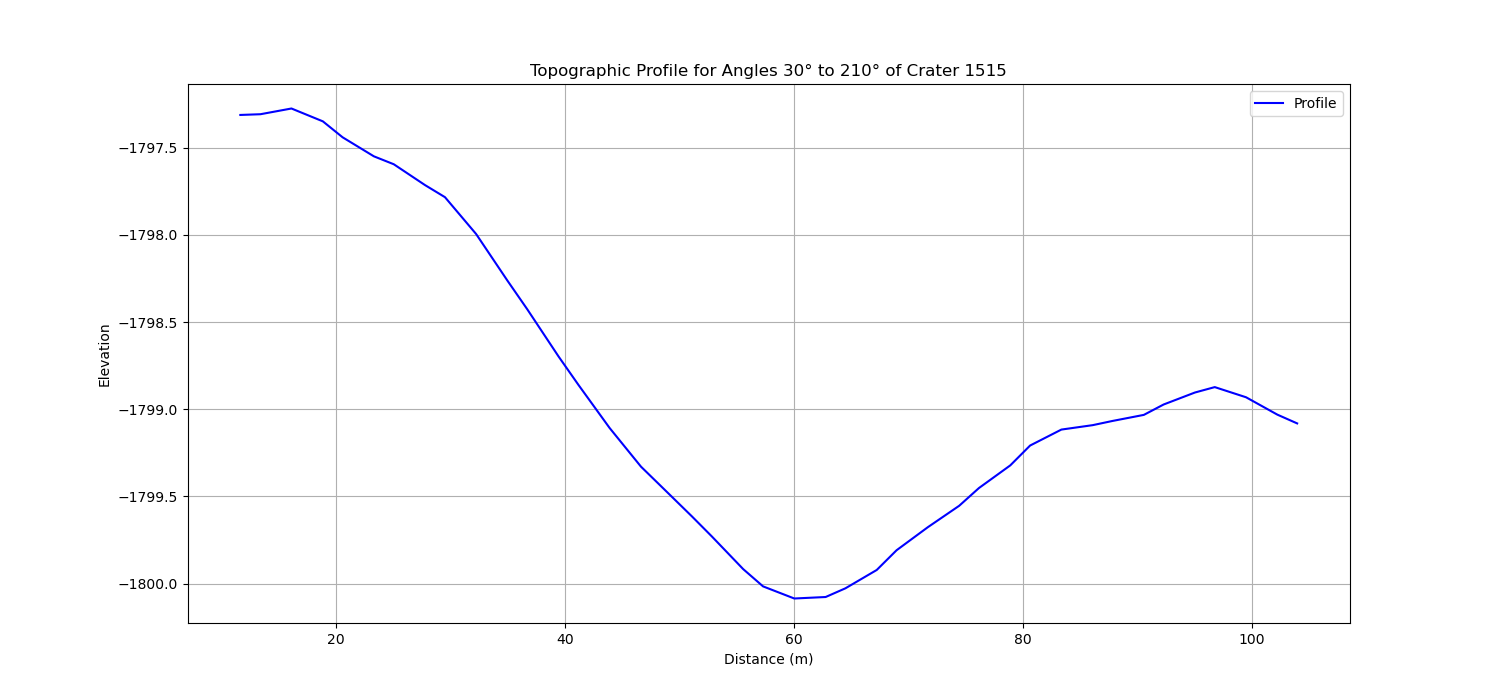 Topographic Profile for Angles 30° to 210° of Crater 1515
Profile
−1797.5
−1798.0
−1798.5
−1799.0
−1799.5
−1800.0
Elevation
20 40 60 80 100
Distance (m)